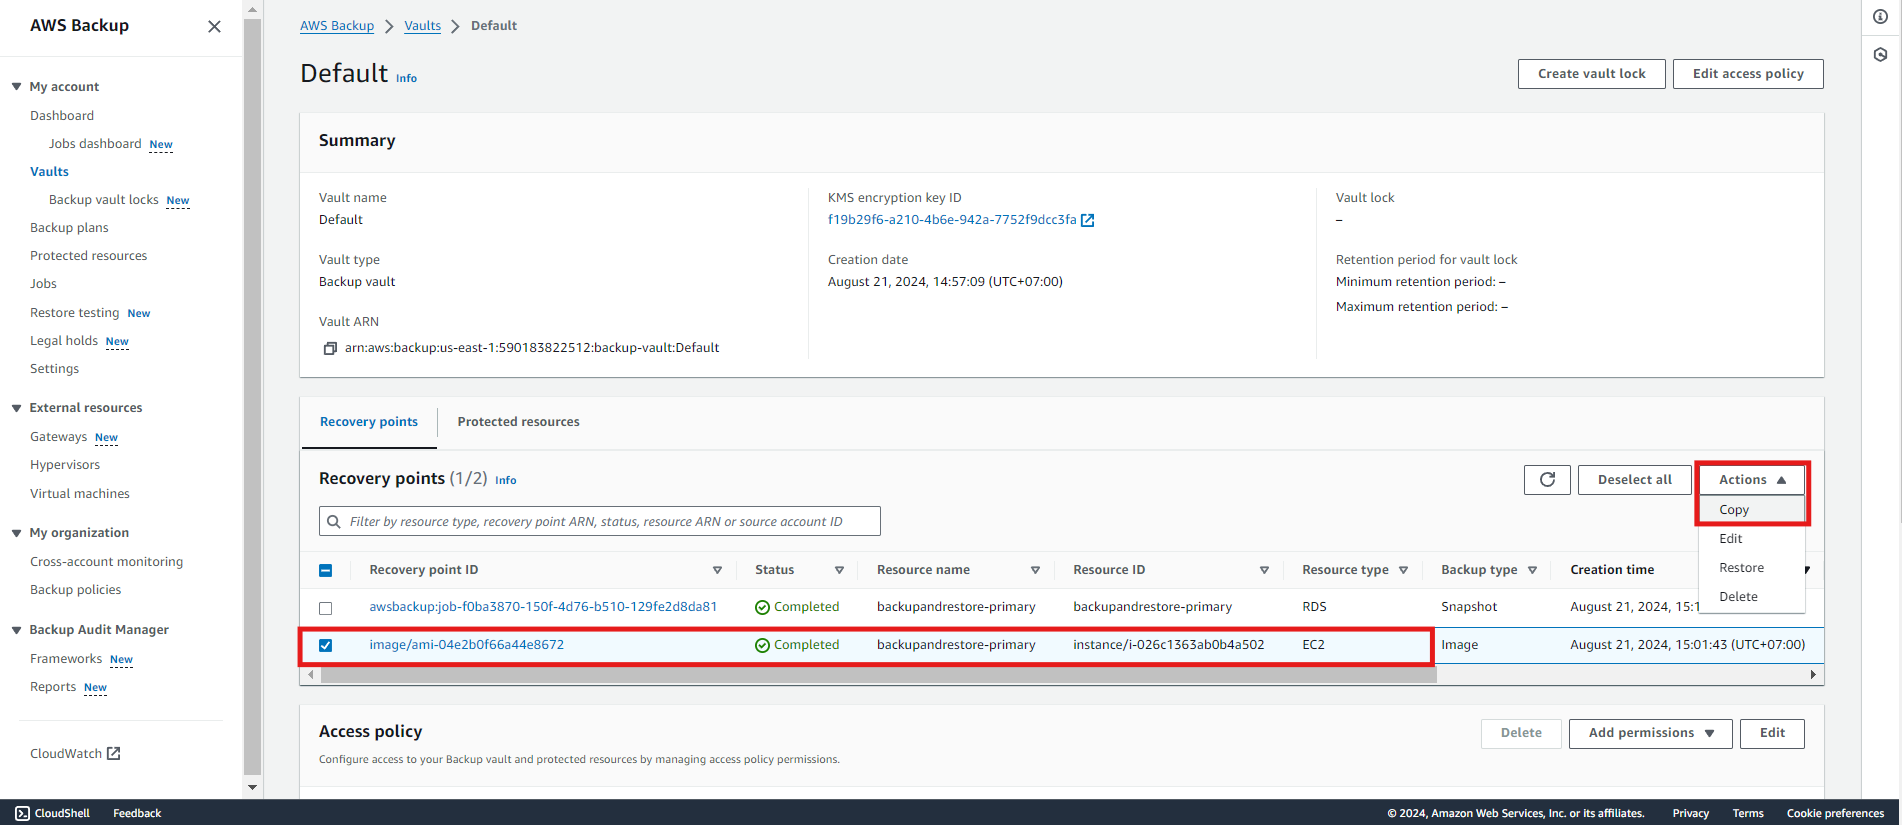 AWS Backup
My account
Dashboard
Jobs dashboard New
Vaults
Backup vault locks New
Backup plans
Protected resources
Jobs
Restore testing New
Legal holds New
Settings
External resources
Gateways New
Hypervisors
Virtual machines
My organization
Cross-account monitoring
Backup policies
Backup Audit Manager
Frameworks New
Reports New
CloudWatch
AWS Backup Vaults Default
Default Info
Create vault lock Edit access policy
Summary
Vault name
Default
Vault type
Backup vault
Vault ARN
arn:aws:backup:us-east-1:590183822512:backup-vault:Default
KMS encryption key ID
f19b29f6-a210-4b6e-942a-7752f9dcc3fa
Creation date
August 21, 2024, 14:57:09 (UTC+07:00)
Vault lock
–
Retention period for vault lock
Minimum retention period: –
Maximum retention period: –
Recovery points Protected resources
Recovery points (1/2) Info
Deselect all Actions
Copy
Edit
Restore
Delete
Filter by resource type, recovery point ARN, status, resource ARN or source account ID
Recovery point ID Status Resource name Resource ID Resource type Backup type Creation time
awsbackup:job-f0ba3870-150f-4d76-b510-129fe2d8da81 Completed backupandrestore-primary backupandrestore-primary RDS Snapshot August 21, 2024,
image/ami-04e2b0f66a44e8672 Completed backupandrestore-primary instance/i-026c1363ab0b4a502 EC2 Image August 21, 2024, 15:01:43 (UTC+07:00)
Access policy
Delete Add permissions Edit
Configure access to your Backup vault and protected resources by managing access policy permissions.
CloudShell Feedback
© 2024, Amazon Web Services, Inc. or its affiliates. Privacy Terms Cookie preferences